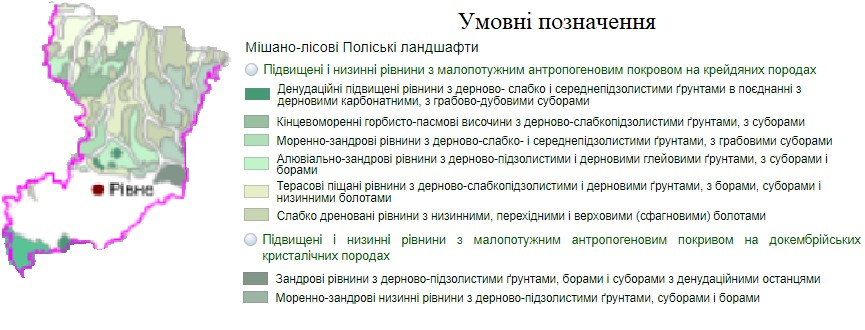 Умовні позначення
Мішано-лісові Поліські ландшафти
Підвищені і низинні рівнини з малопотужним антропогеновим покровом на крейдяних породах
Денудаційні підвищені рівнини з дерново- слабко і середнепідзолистими ґрунтами в поєднанні з
дерновими карбонатними, з грабово-дубовими суборами
Кінцевоморенні горбисто-пасмові височини з дерново-слабкопідзолистими ґрунтами, з суборами
Моренно-зандрові рівнини з дерново-слабко- і середнепідзолистими ґрунтами, з грабовими суборами
Алювіально-зандрові рівнини з дерново-підзолистими і дерновими глейовими ґрунтами, з суборами і
борами
Терасові піщані рівнини з дерново-слабкопідзолистими і дерновими ґрунтами, з борами, суборами і
низинними болотами
Слабко дреновані рівнини з низинними, перехідними і верховими (сфагновими) болотами
Рівне
Підвищені і низинні рівнини з малопотужним антропогеновим покривом на докембрійських
кристалічних породах
Зандрові рівнини з дерново-підзолистими ґрунтами, борами і суборами з денудаційними останцями
Моренно-зандрові низинні рівнини з дерново-підзолистими ґрунтами, суборами і борами